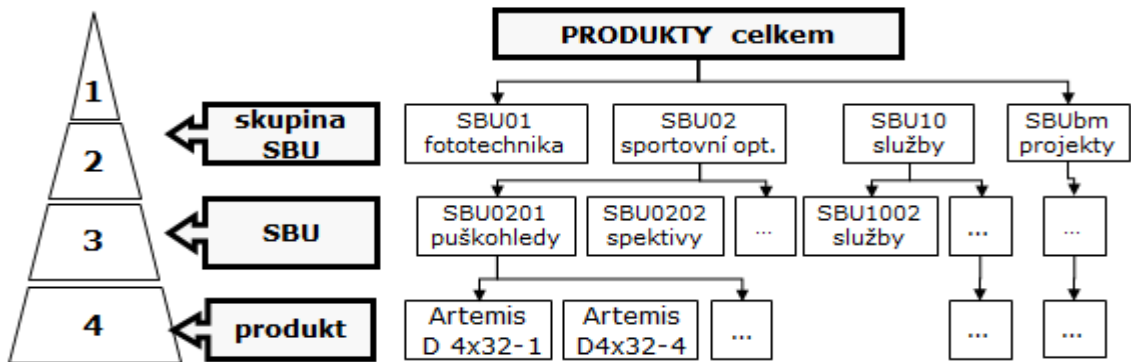 PRODUKTY celkem
1
skupina
SBU
SBU01
fototechnika
SBU02
sportovní opt.
SBU10
služby
SBUbm
projekty
2
SBU
SBU0201
puškohledy
SBU0202
spektivy
...
SBU1002
služby
...
...
3
produkt
Artemis
D 4x32-1
Artemis
D4x32-4
...
...
...
4